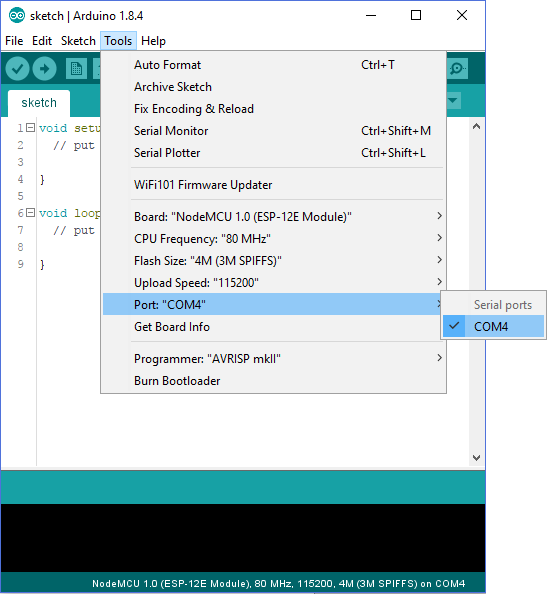 sketch | Arduino 1.8.4
File Edit Sketch Tools Help
sketch
Auto Format Ctrl+T
Archive Sketch
Fix Encoding & Reload
Serial Monitor Ctrl+Shift+M
Serial Plotter Ctrl+Shift+L
WiFi101 Firmware Updater
Board: "NodeMCU 1.0 (ESP-12E Module)"
CPU Frequency: "80 MHz"
Flash Size: "4M (3M SPIFFS)"
Upload Speed: "115200"
Port: "COM4"
Get Board Info
Programmer: "AVRISP mkII"
Burn Bootloader
Serial ports
COM4
1 void setu
2 // put
3
4 }
5
6 void loop
7 // put
8
9 }
NodeMCU 1.0 (ESP-12E Module), 80 MHz, 115200, 4M (3M SPIFFS) on COM4